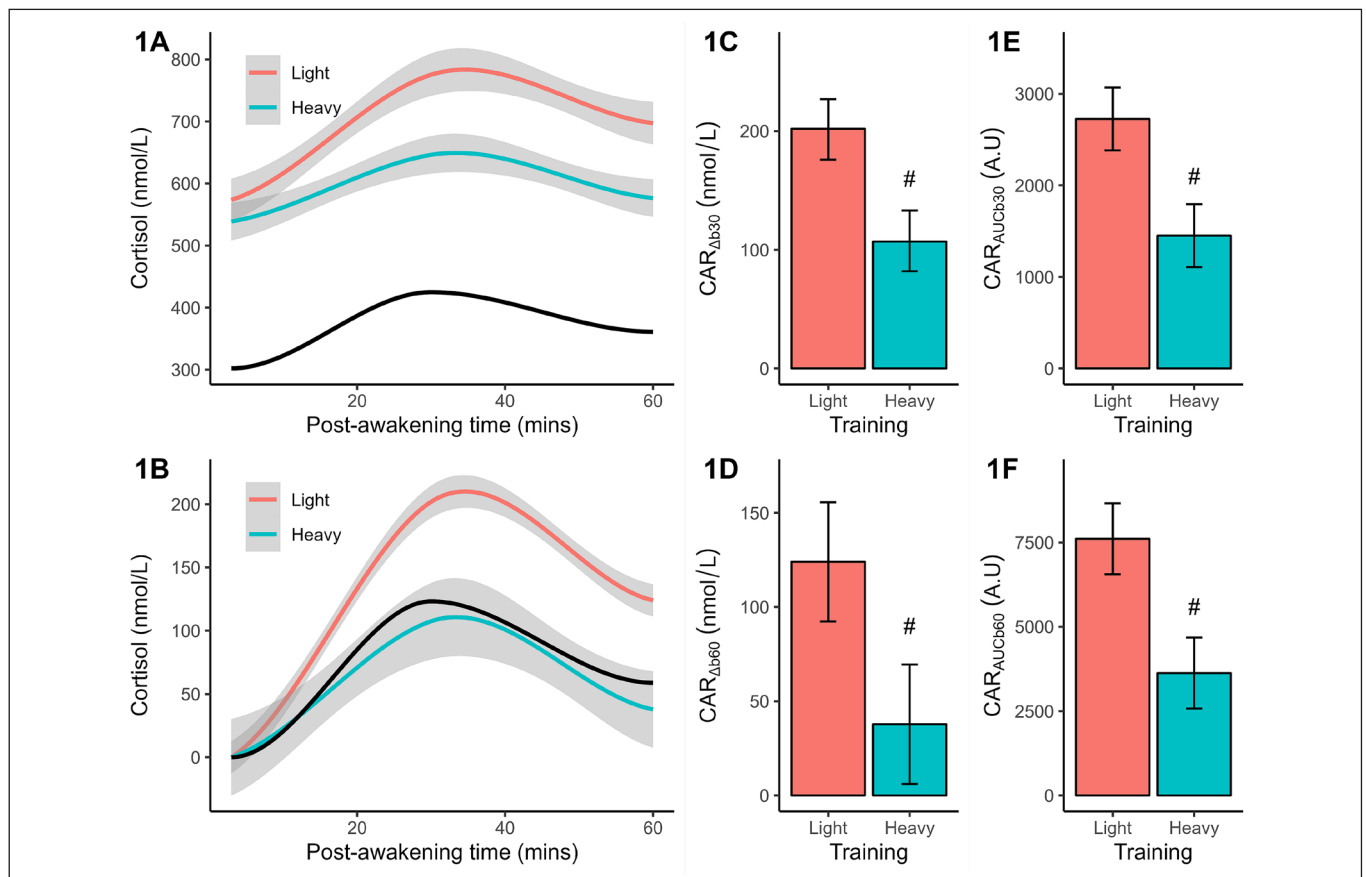 1A
Cortisol (nmol/L)
800
700
600
500
400
300
Light
Heavy
20
40
60
Post-awakening time (mins)
1B
Cortisol (nmol/L)
200
150
100
50
0
Light
Heavy
20
40
60
Post-awakening time (mins)
1C
CARΔb30 (nmol/L)
200
100
0
#
Light
Heavy
Training
1D
CARΔb60 (nmol/L)
150
100
50
0
#
Light
Heavy
Training
1E
CARAUCb30 (A.U)
3000
2000
1000
0
#
Light
Heavy
Training
1F
CARAUCb60 (A.U)
7500
5000
2500
0
#
Light
Heavy
Training